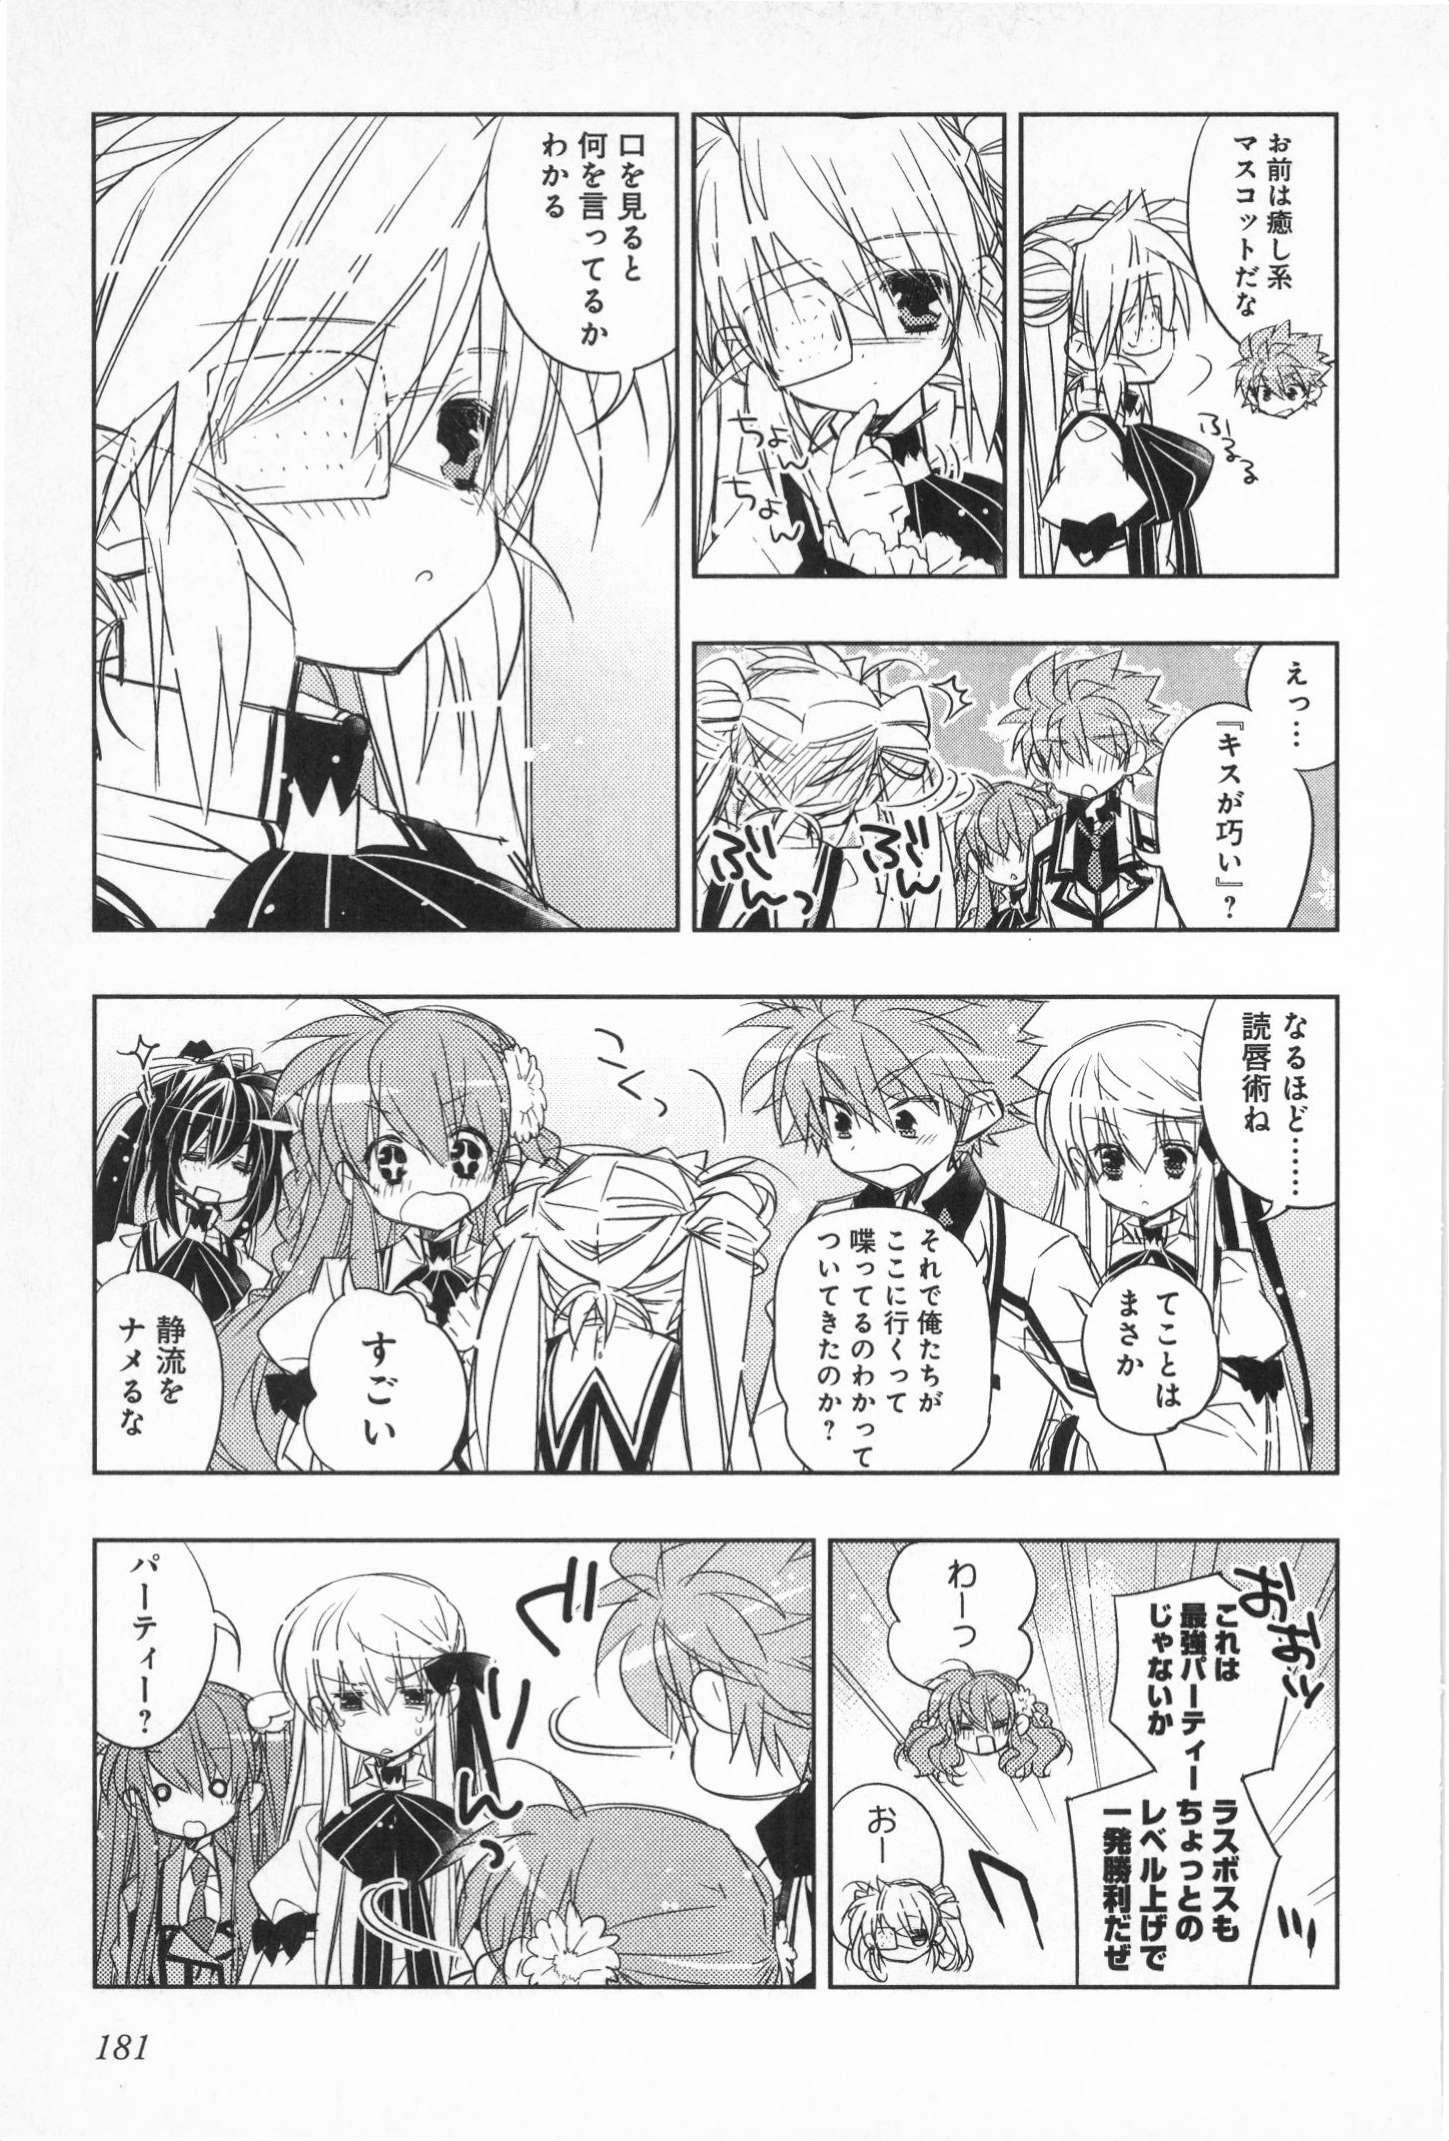 お前は癒し系
マスコットだな
ふるる
ちょん
ちょん
口を見ると
何を言ってるか
わかる
えっ…
『キスが巧い』?
ぶん
ぶんっ
なるほど……
読唇術ね
てことは
まさか
それで俺たちが
ここに行くって
喋ってるのわかって
ついてきたのか?
すごい
静流を
ナメるな
おおおッ
これは
最強パーティー
じゃないか
ラスボスも
ちょっとの
レベル上げで
一発勝利だぜ
わーっ
おー
パーティー?
181